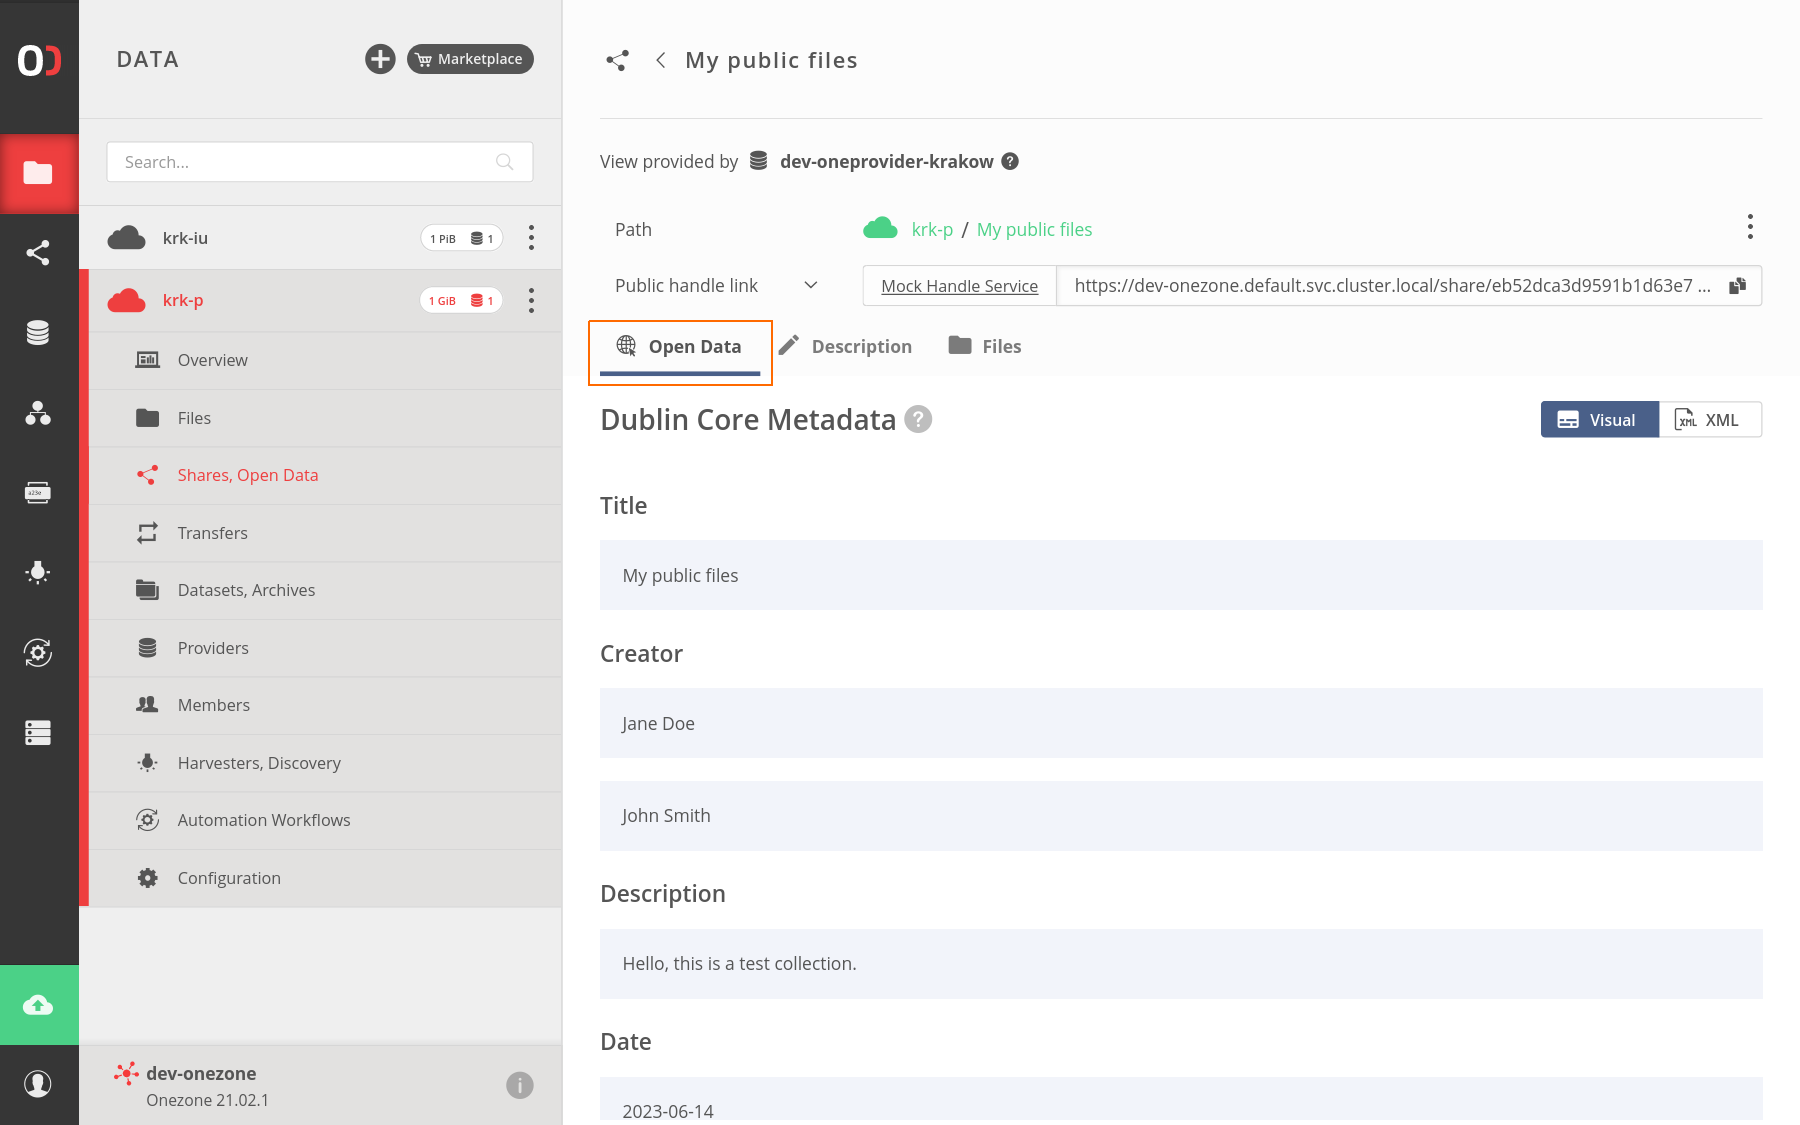 DATA
Marketplace
Search...
krk-iu
1 PiB 1
krk-p
1 GiB 1
Overview
Files
Shares, Open Data
Transfers
Datasets, Archives
Providers
Members
Harvesters, Discovery
Automation Workflows
Configuration
dev-onezone
Onezone 21.02.1
My public files
View provided by dev-oneprovider-krakow ?
Path
krk-p / My public files
Public handle link
Mock Handle Service
https://dev-onezone.default.svc.cluster.local/share/eb52dca3d9591b1d63e7 ...
Open Data
Description
Files
Dublin Core Metadata ?
Visual
XML XML
Title
My public files
Creator
Jane Doe
John Smith
Description
Hello, this is a test collection.
Date
2023-06-14